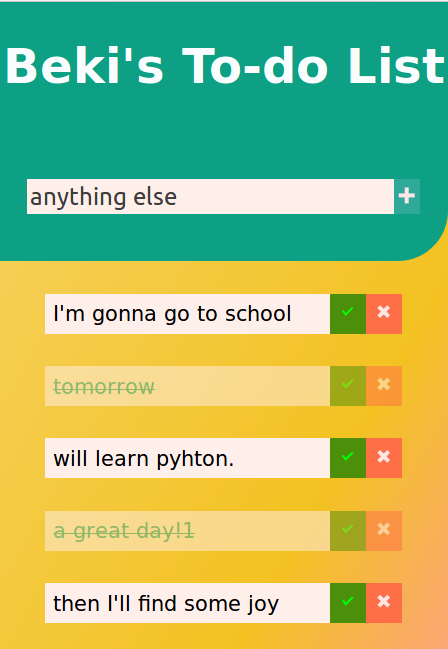 Beki's To-do List
anything else
I'm gonna go to school
tomorrow
will learn pyhton.
a great day!1
then I'll find some joy